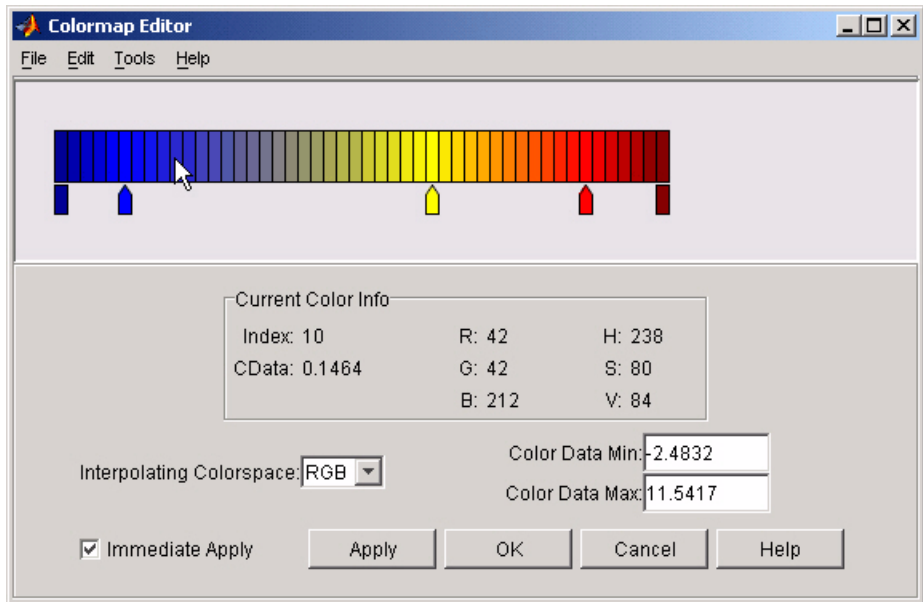 Colormap Editor
File Edit Tools Help
Current Color Info
Index: 10 R: 42 H: 238
CData: 0.1464 G: 42 S: 80
B: 212 V: 84
Interpolating Colorspace: RGB
Color Data Min: -2.4832
Color Data Max: 11.5417
Immediate Apply Apply OK Cancel Help